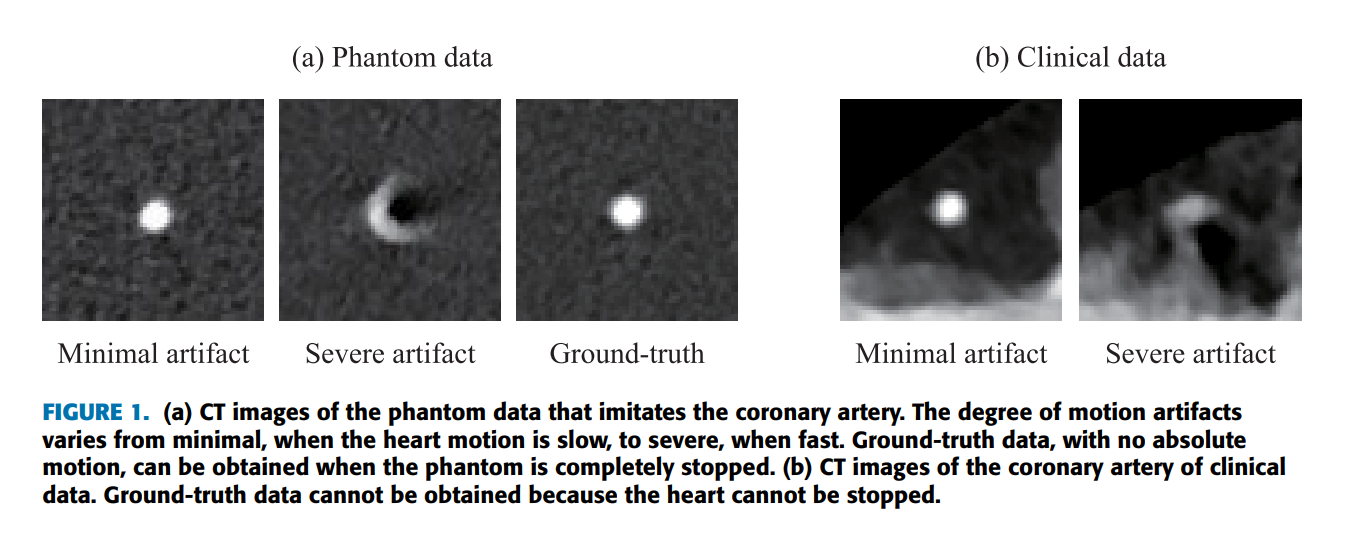 (a) Phantom data
(b) Clinical data
Minimal artifact
Severe artifact
Ground-truth
Minimal artifact
Severe artifact
FIGURE 1. (a) CT images of the phantom data that imitates the coronary artery. The degree of motion artifacts
varies from minimal, when the heart motion is slow, to severe, when fast. Ground-truth data, with no absolute
motion, can be obtained when the phantom is completely stopped. (b) CT images of the coronary artery of clinical
data. Ground-truth data cannot be obtained because the heart cannot be stopped.